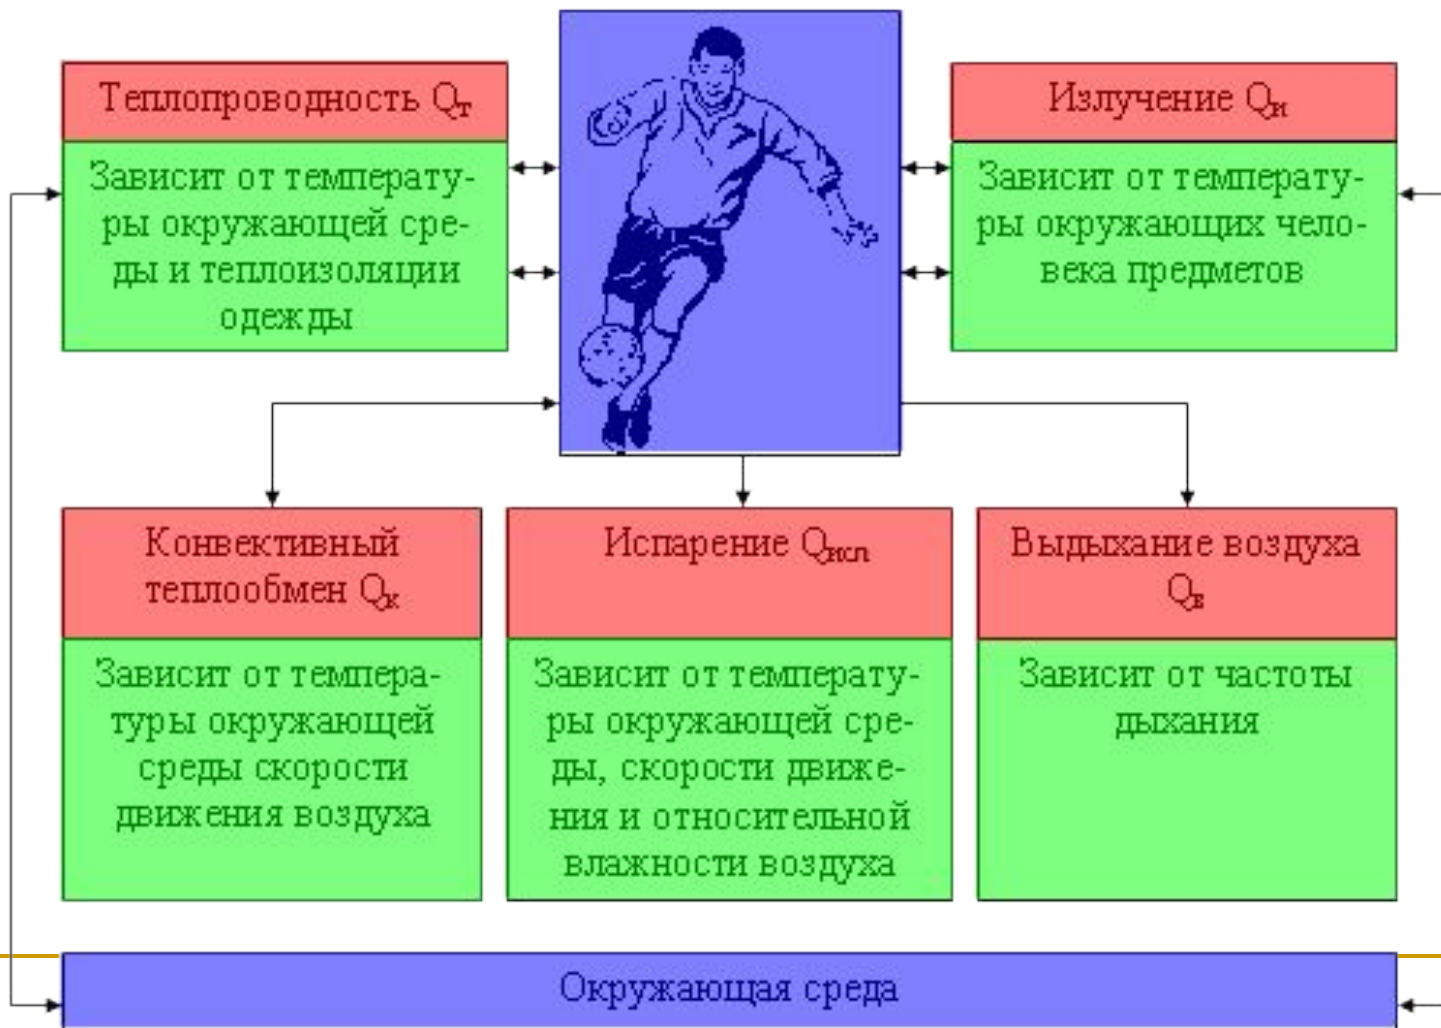 Теплопроводность Qт
Зависит от температу-
ры окружающей сре-
ды и теплоизоляции
одежды
Излучение Qи
Зависит от температу-
ры окружающих чело-
века предметов
Конвективный
теплообмен Qк
Зависит от темпера-
туры окружающей
среды скорости
движения воздуха
Испарение Qисп
Зависит от температу-
ры окружающей сре-
ды, скорости движе-
ния и относительной
влажности воздуха
Выдыхание воздуха
Qв
Зависит от частоты
дыхания
Окружающая среда